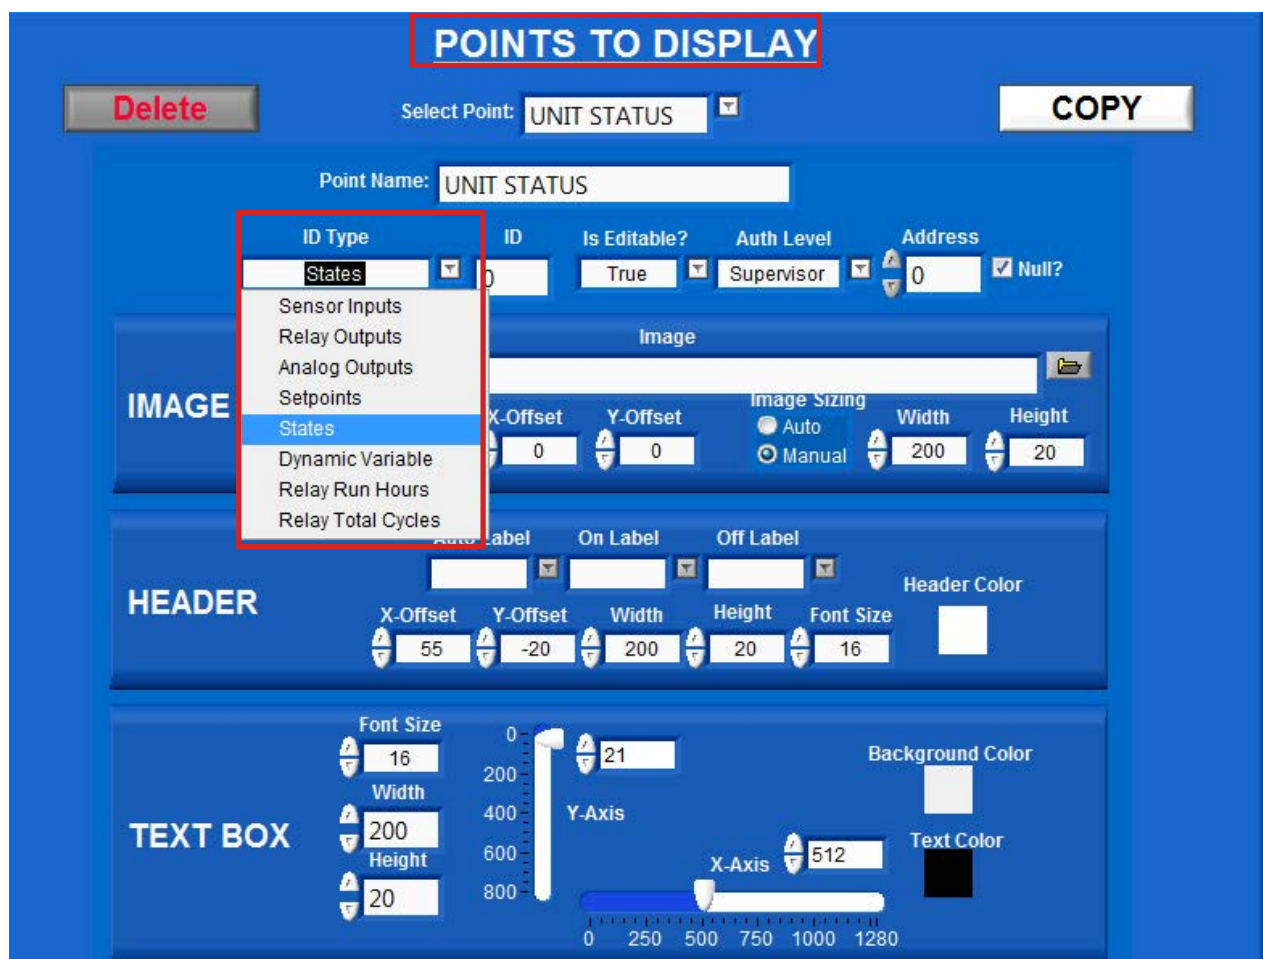 POINTS TO DISPLAY
Delete
Select Point: UNIT STATUS
COPY
Point Name: UNIT STATUS
ID Type ID Is Editable? Auth Level Address
States 0 True Supervisor 0 Null?
Sensor Inputs
Relay Outputs
Analog Outputs
Setpoints
States
Dynamic Variable
Relay Run Hours
Relay Total Cycles
IMAGE
Image
X-Offset Y-Offset Image Sizing Width Height
0 0 Auto 200 20
Manual
HEADER
Auto Label On Label Off Label
Header Color
X-Offset Y-Offset Width Height Font Size
55 -20 200 20 16
TEXT BOX
Font Size
16
Width
200
Height
20
0
200
400
600
800
21
Y-Axis
X-Axis 512
0 250 500 750 1000 1280
Background Color
Text Color